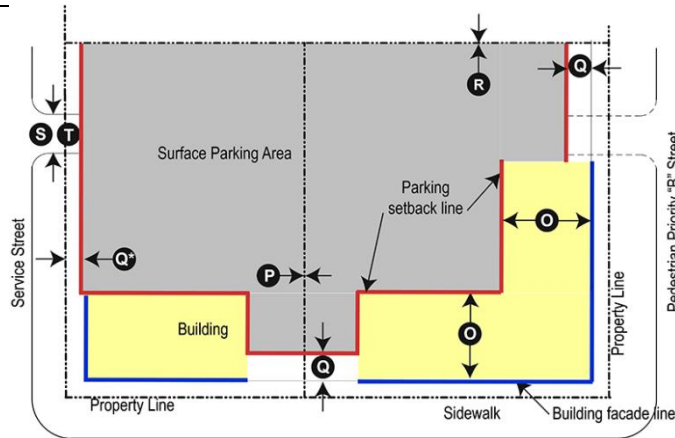 Q
R
S T
Surface Parking Area
Parking
setback line
O
Service Street
Q*
P
Pedestrian Priority "B" Street
Property Line
Building
O
Q
Property Line
Sidewalk
Building facade line